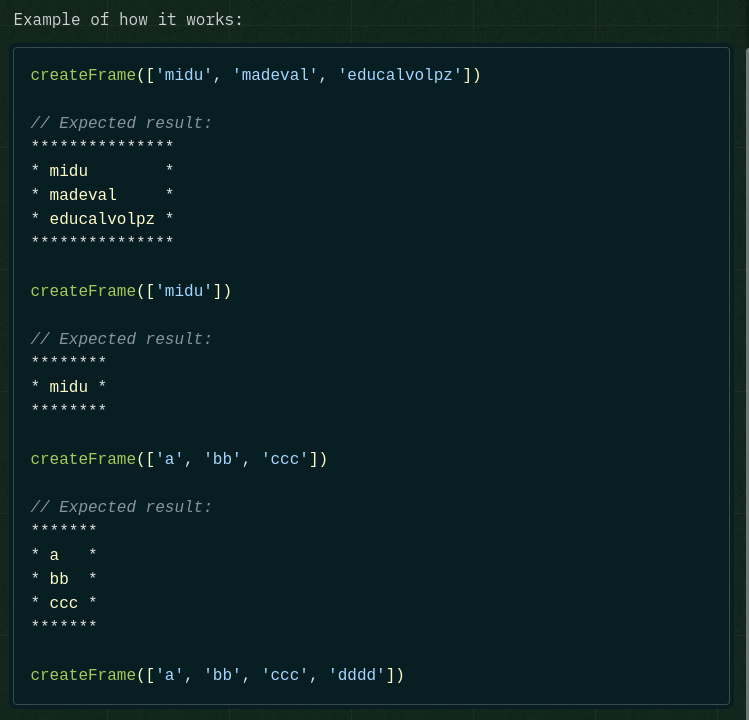 Example of how it works:
createFrame(['midu', 'madeval', 'educalvolpz'])
// Expected result:
***************
* midu        *
* madeval     *
* educalvolpz *
***************
createFrame(['midu'])
// Expected result:
********
* midu *
********
createFrame(['a', 'bb', 'ccc'])
// Expected result:
*******
* a   *
* bb  *
* ccc *
*******
createFrame(['a', 'bb', 'ccc', 'dddd'])